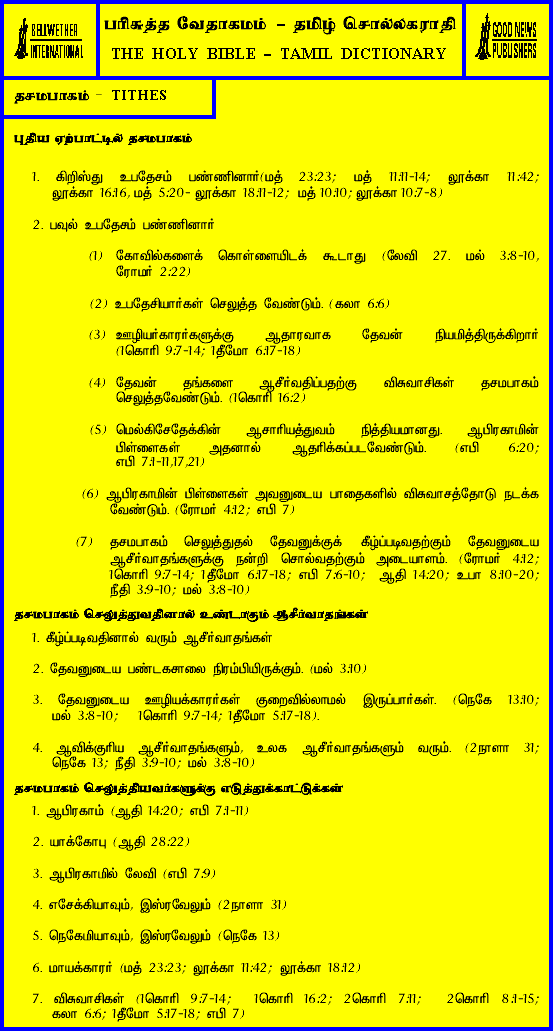 BELLWETHER
INTERNATIONAL
பரிசுத்த வேதாகமம் - தமிழ் சொல்லகராதி
THE HOLY BIBLE - TAMIL DICTIONARY
GOOD NEWS
PUBLISHERS
தசமபாகம் - TITHES
புதிய ஏற்பாட்டில் தசமபாகம்
1. கிறிஸ்து உபதேசம் பண்ணினார்(மத் 23:23; மத் 11:11-14; லூக்கா 11:42;
லூக்கா 16:16, மத் 5:20- லூக்கா 18:11-12; மத் 10:10; லூக்கா 10:7-8)
2. பவுல் உபதேசம் பண்ணினார்
(1) கோவில்களைக் கொள்ளையிடக் கூடாது (லேவி 27. மல் 3:8-10,
ரோமர் 2:22)
(2) உபதேசியார்கள் செலுத்த வேண்டும். (கலா 6:6)
(3) ஊழியர்காரர்களுக்கு ஆதாரவாக தேவன் நியமித்திருக்கிறார்
(1கொரி 9:7-14; 1தீமோ 6:17-18)
(4) தேவன் தங்களை ஆசீர்வதிப்பதற்கு விசுவாசிகள் தசமபாகம்
செலுத்தவேண்டும். (1கொரி 16:2)
(5) மெல்கிசேதேக்கின் ஆசாரியத்துவம் நித்தியமானது. ஆபிரகாமின்
பிள்ளைகள் அதனால் ஆதரிக்கப்படவேண்டும். (எபி 6:20;
எபி 7:1-11,17,21)
(6) ஆபிரகாமின் பிள்ளைகள் அவனுடைய பாதைகளில் விசுவாசத்தோடு நடக்க
வேண்டும். (ரோமர் 4:12; எபி 7)
(7) தசமபாகம் செலுத்துதல் தேவனுக்குக் கீழ்ப்படிவதற்கும் தேவனுடைய
ஆசீர்வாதங்களுக்கு நன்றி சொல்வதற்கும் அடையாளம். (ரோமர் 4:12;
1கொரி 9:7-14; 1தீமோ 6:17-18; எபி 7:6-10; ஆதி 14:20; உபா 8:10-20;
நீதி 3:9-10; மல் 3:8-10)
தசமபாகம் செலுத்துவதினால் உண்டாகும் ஆசீர்வாதங்கள்
1. கீழ்ப்படிவதினால் வரும் ஆசீர்வாதங்கள்
2. தேவனுடைய பண்டகசாலை நிரம்பியிருக்கும். (மல் 3:10)
3. தேவனுடைய ஊழியக்காரர்கள் குறைவில்லாமல் இருப்பார்கள். (நெகே 13:10;
மல் 3:8-10; 1கொரி 9:7-14; 1தீமோ 5:17-18).
4. ஆவிக்குரிய ஆசீர்வாதங்களும், உலக ஆசீர்வாதங்களும் வரும். (2நாளா 31;
நெகே 13; நீதி 3:9-10; மல் 3:8-10)
தசமபாகம் செலுத்தியவர்களுக்கு எடுத்துக்காட்டுக்கள்
1. ஆபிரகாம் (ஆதி 14:20; எபி 7:1-11)
2. யாக்கோபு (ஆதி 28:22)
3. ஆபிரகாமில் லேவி (எபி 7:9)
4. எசேக்கியாவும், இஸ்ரவேலும் (2நாளா 31)
5. நெகேமியாவும், இஸ்ரவேலும் (நெகே 13)
6. மாயக்காரர் (மத் 23:23; லூக்கா 11:42; லூக்கா 18:12)
7. விசுவாசிகள் (1கொரி 9:7-14; 1கொரி 16:2; 2கொரி 7:11; 2கொரி 8:1-15;
கலா 6:6; 1தீமோ 5:17-18; எபி 7)